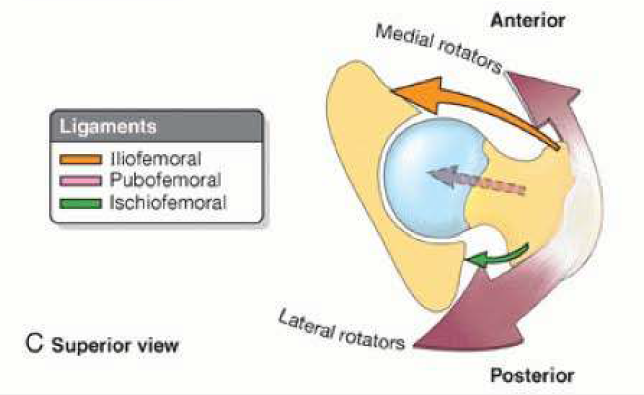 Anterior
Medial rotators
Ligaments
Iliofemoral
Pubofemoral
Ischiofemoral
Lateral rotators
C Superior view
Posterior